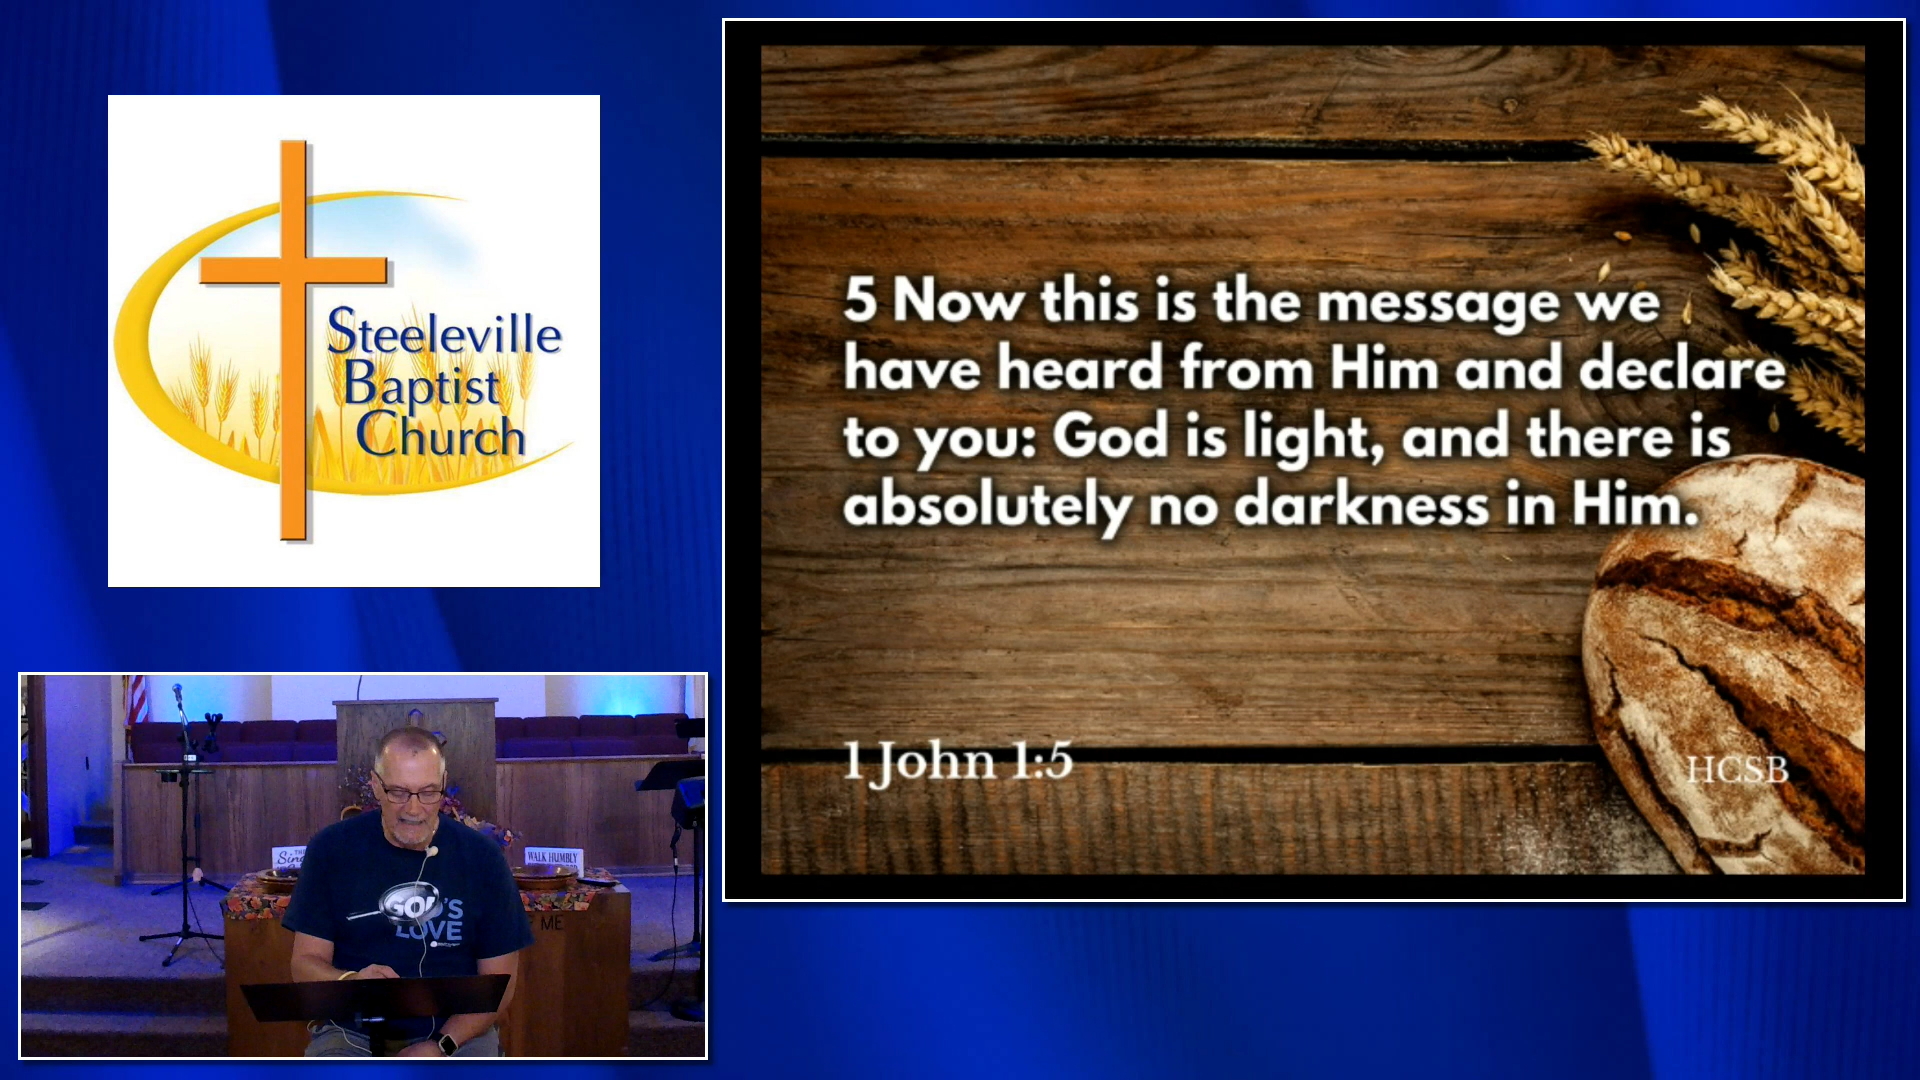 Steeleville
Baptist
Church
5 Now this is the message we
have heard from Him and declare
to you: God is light, and there is
absolutely no darkness in Him.
1 John 1:5
HCSB
WALK HUMBLY
GOD'S
LOVE
ME